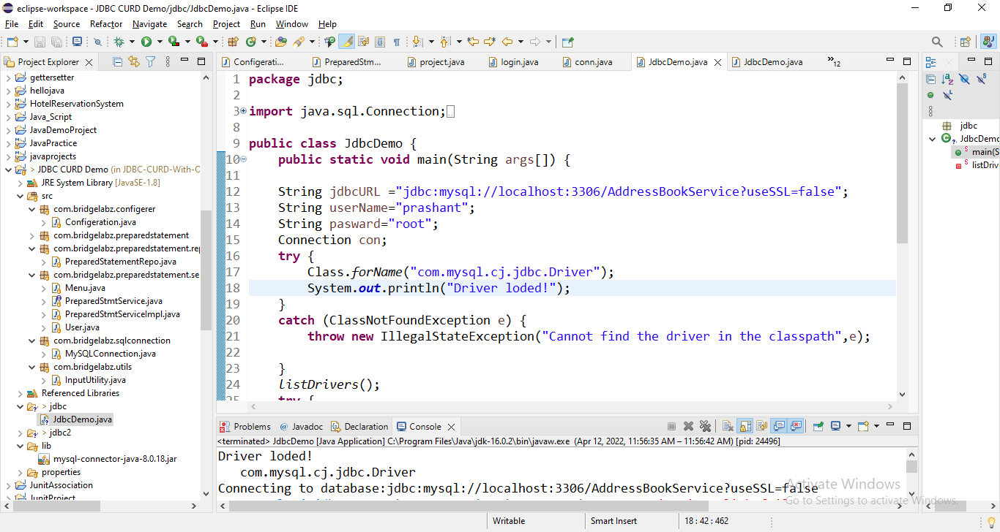 eclipse-workspace - JDBC CURD Demo/jdbc/JdbcDemo.java - Eclipse IDE
File Edit Source Refactor Navigate Search Project Run Window Help
Project Explorer
gettersetter
hellojava
HotelReservationSystem
Java_Script
JavaDemoProject
JavaPractice
javaprojects
> JDBC CURD Demo (in JDBC-CURD-With-C
JRE System Library [JavaSE-1.8]
src
com.bridgelabz.configerer
Configeration.java
com.bridgelabz.preparedstatement
com.bridgelabz.preparedstatement.rep
PreparedStatementRepo.java
com.bridgelabz.preparedstatement.se
Menu.java
PreparedStmtService.java
PreparedStmtServiceImpl.java
User.java
com.bridgelabz.sqlconnection
MySQLConnection.java
com.bridgelabz.utils
InputUtility.java
Referenced Libraries
> jdbc
JdbcDemo.java
> jdbc2
lib
mysql-connector-java-8.0.18.jar
properties
JunitAssociation
JunitProject
Configerati... PreparedStm... project.java login.java conn.java JdbcDemo.java JdbcDemo.java »12
1 package jdbc;
2
3 import java.sql.Connection;
8
9 public class JdbcDemo {
10 public static void main(String args[]) {
11
12 String jdbcURL ="jdbc:mysql://localhost:3306/AddressBookService?useSSL=false";
13 String userName="prashant";
14 String pasward="root";
15 Connection con;
16 try {
17 Class.forName("com.mysql.cj.jdbc.Driver");
18 System.out.println("Driver loded!");
19 }
20 catch (ClassNotFoundException e) {
21 throw new IllegalStateException("Cannot find the driver in the classpath",e);
22
23 }
24 listDrivers();
25 try {
jdbc
JdbcDemo
main(S
listDriv
Problems @ Javadoc Declaration Console
<terminated> JdbcDemo [Java Application] C:\Program Files\Java\jdk-16.0.2\bin\javaw.exe (Apr 12, 2022, 11:56:35 AM – 11:56:42 AM) [pid: 24496]
Driver loded!
com.mysql.cj.jdbc.Driver
Connecting to database:jdbc:mysql://localhost:3306/AddressBookService?useSSL=false
Activate Windows
Go to Settings to activate Windows.
Writable Smart Insert 18 : 42 : 462